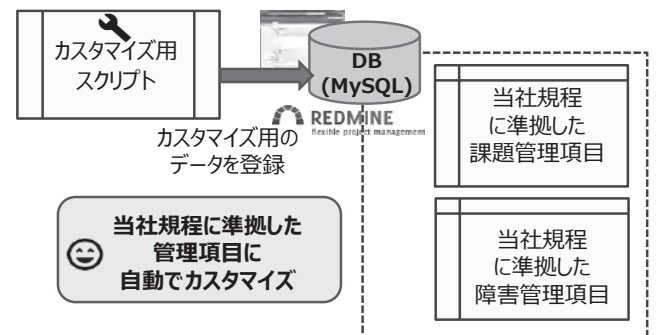 カスタマイズ用
スクリプト
DB
(MySQL)
REDMINE
flexible project management
カスタマイズ用の
データを登録
当社規程
に準拠した
課題管理項目
当社規程に準拠した
管理項目に
自動でカスタマイズ
当社規程
に準拠した
障害管理項目